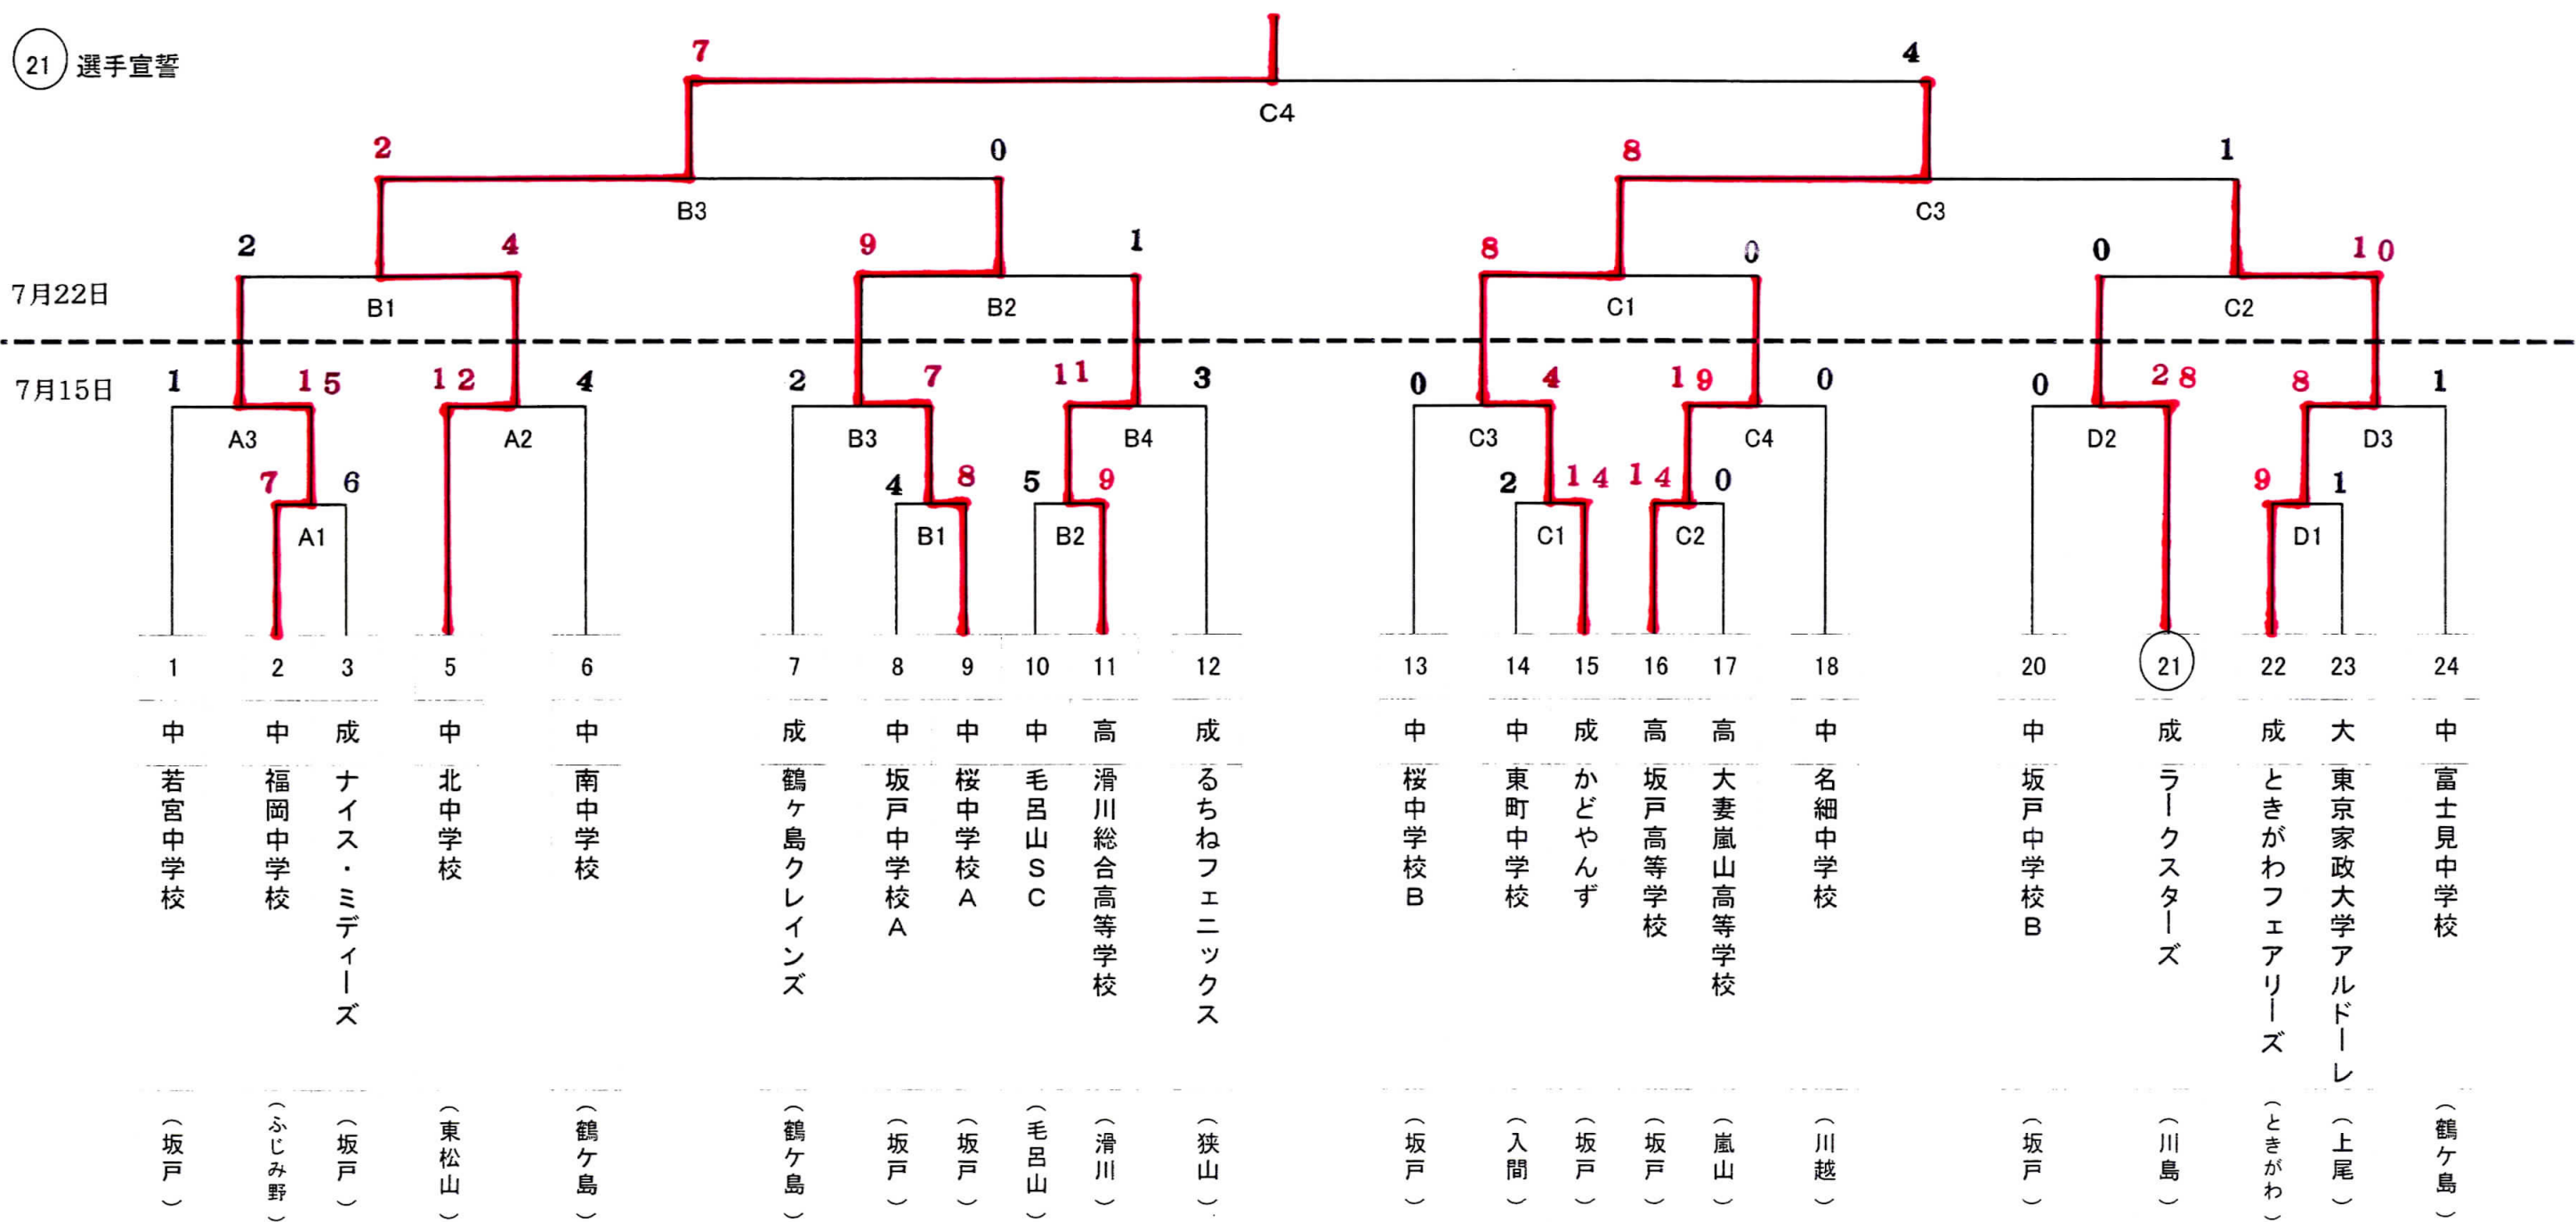 21 選手宣誓
7 4
C4
2 0 8 1
B3 C3
2 4 9 1 8 0 0 10
7月22日
B1 B2 C1 C2
7月15日
1 15 12 4 2 7 11 3 0 4 19 0 0 28 8 1
A3 A2 B3 B4 C3 C4 D2 D3
7 6 4 8 5 9 2 14 14 0 9 1
A1 B1 B2 C1 C2 D1
1 2 3 5 6 7 8 9 10 11 12 13 14 15 16 17 18 20 21 22 23 24
中 中 成 中 中 成 中 中 中 高 成 中 中 成 高 高 中 中 成 成 大 中
若宮中学校
福岡中学校
ナイス・ミディーズ
北中学校
南中学校
鶴ヶ島クレインズ
坂戸中学校A
桜中学校A
毛呂山SC
滑川総合高等学校
るちねフェニックス
桜中学校B
東町中学校
かどやんず
坂戸高等学校
大妻嵐山高等学校
名細中学校
坂戸中学校B
ラークスターズ
ときがわフェアリーズ
東京家政大学アルドーレ
富士見中学校
(坂戸)
(ふじみ野)
(坂戸)
(東松山)
(鶴ケ島)
(鶴ケ島)
(坂戸)
(坂戸)
(毛呂山)
(滑川)
(狭山)
(坂戸)
(入間)
(坂戸)
(坂戸)
(嵐山)
(川越)
(坂戸)
(川島)
(ときがわ)
(上尾)
(鶴ケ島)